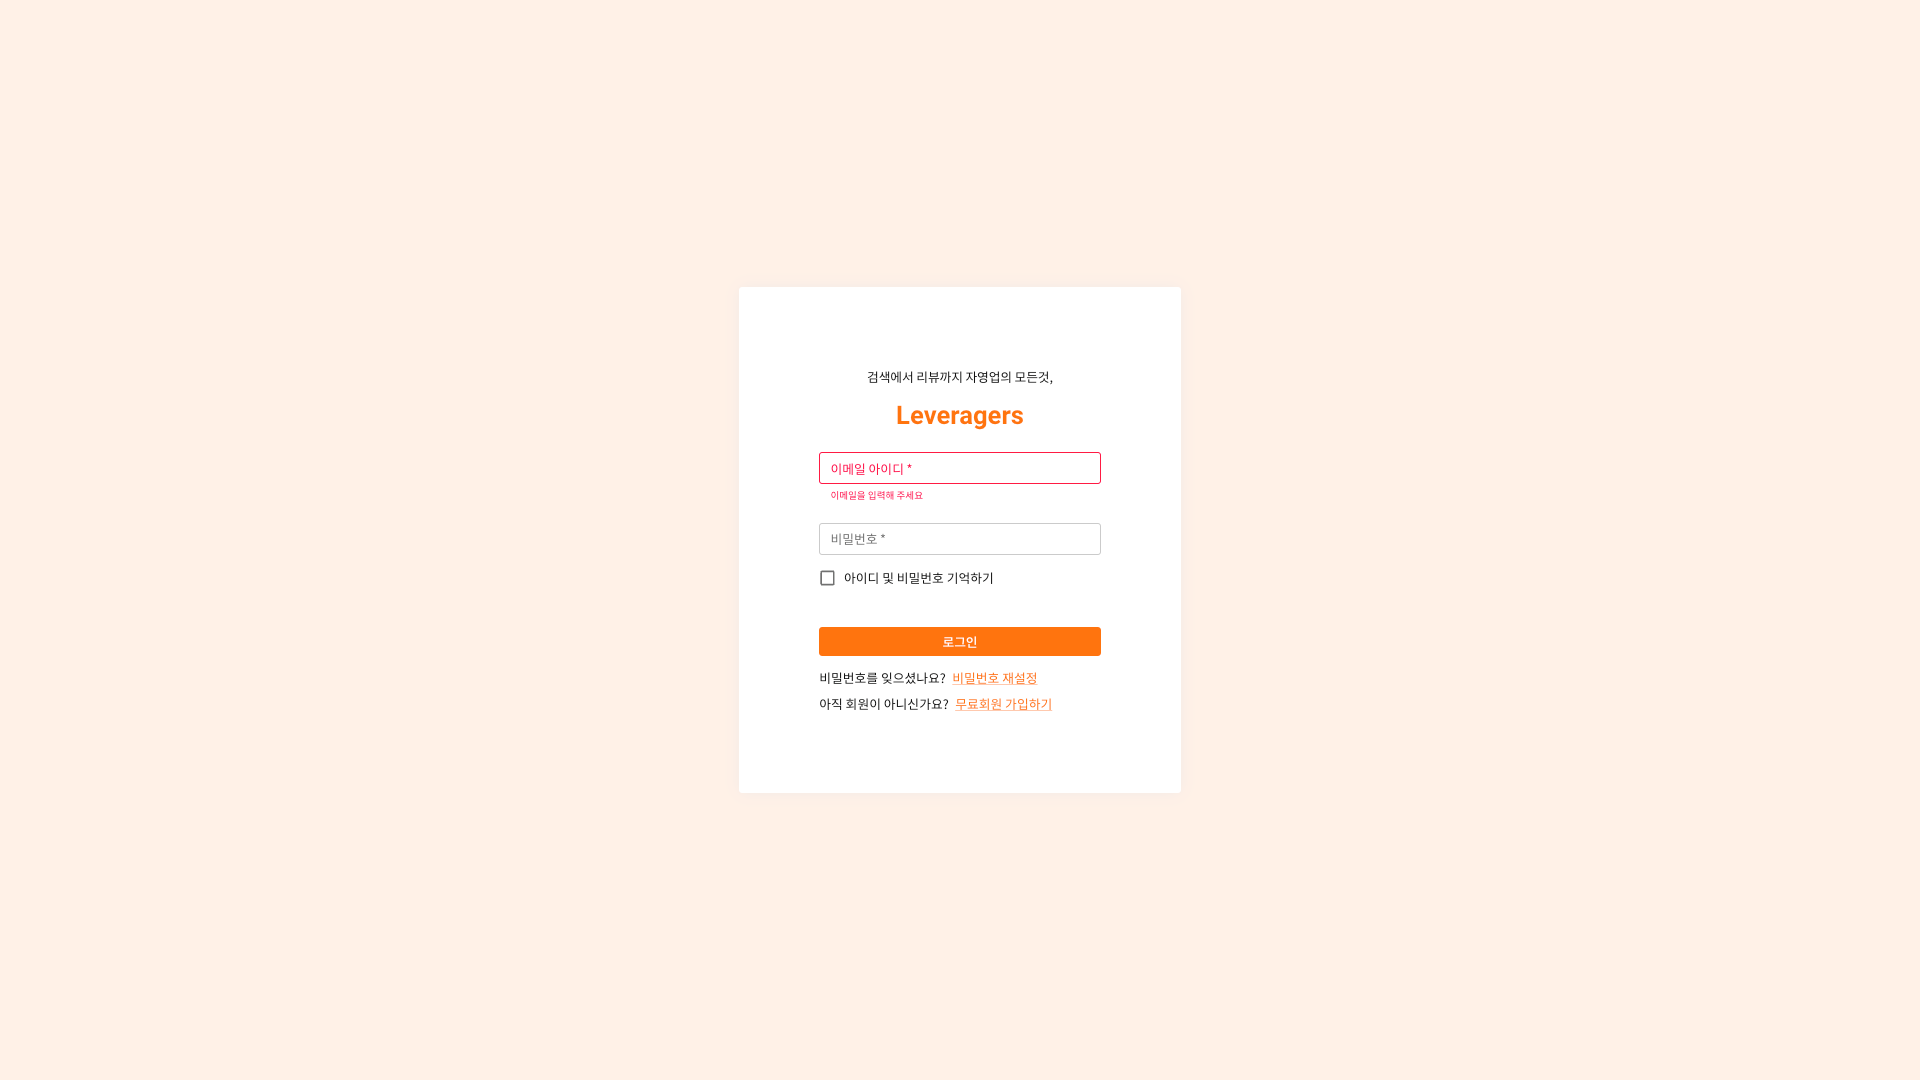 검색에서 리뷰까지 자영업의 모든것,
Leveragers
이메일 아이디 *
이메일을 입력해 주세요
비밀번호 *
아이디 및 비밀번호 기억하기
로그인
비밀번호를 잊으셨나요? 비밀번호 재설정
아직 회원이 아니신가요? 무료회원 가입하기